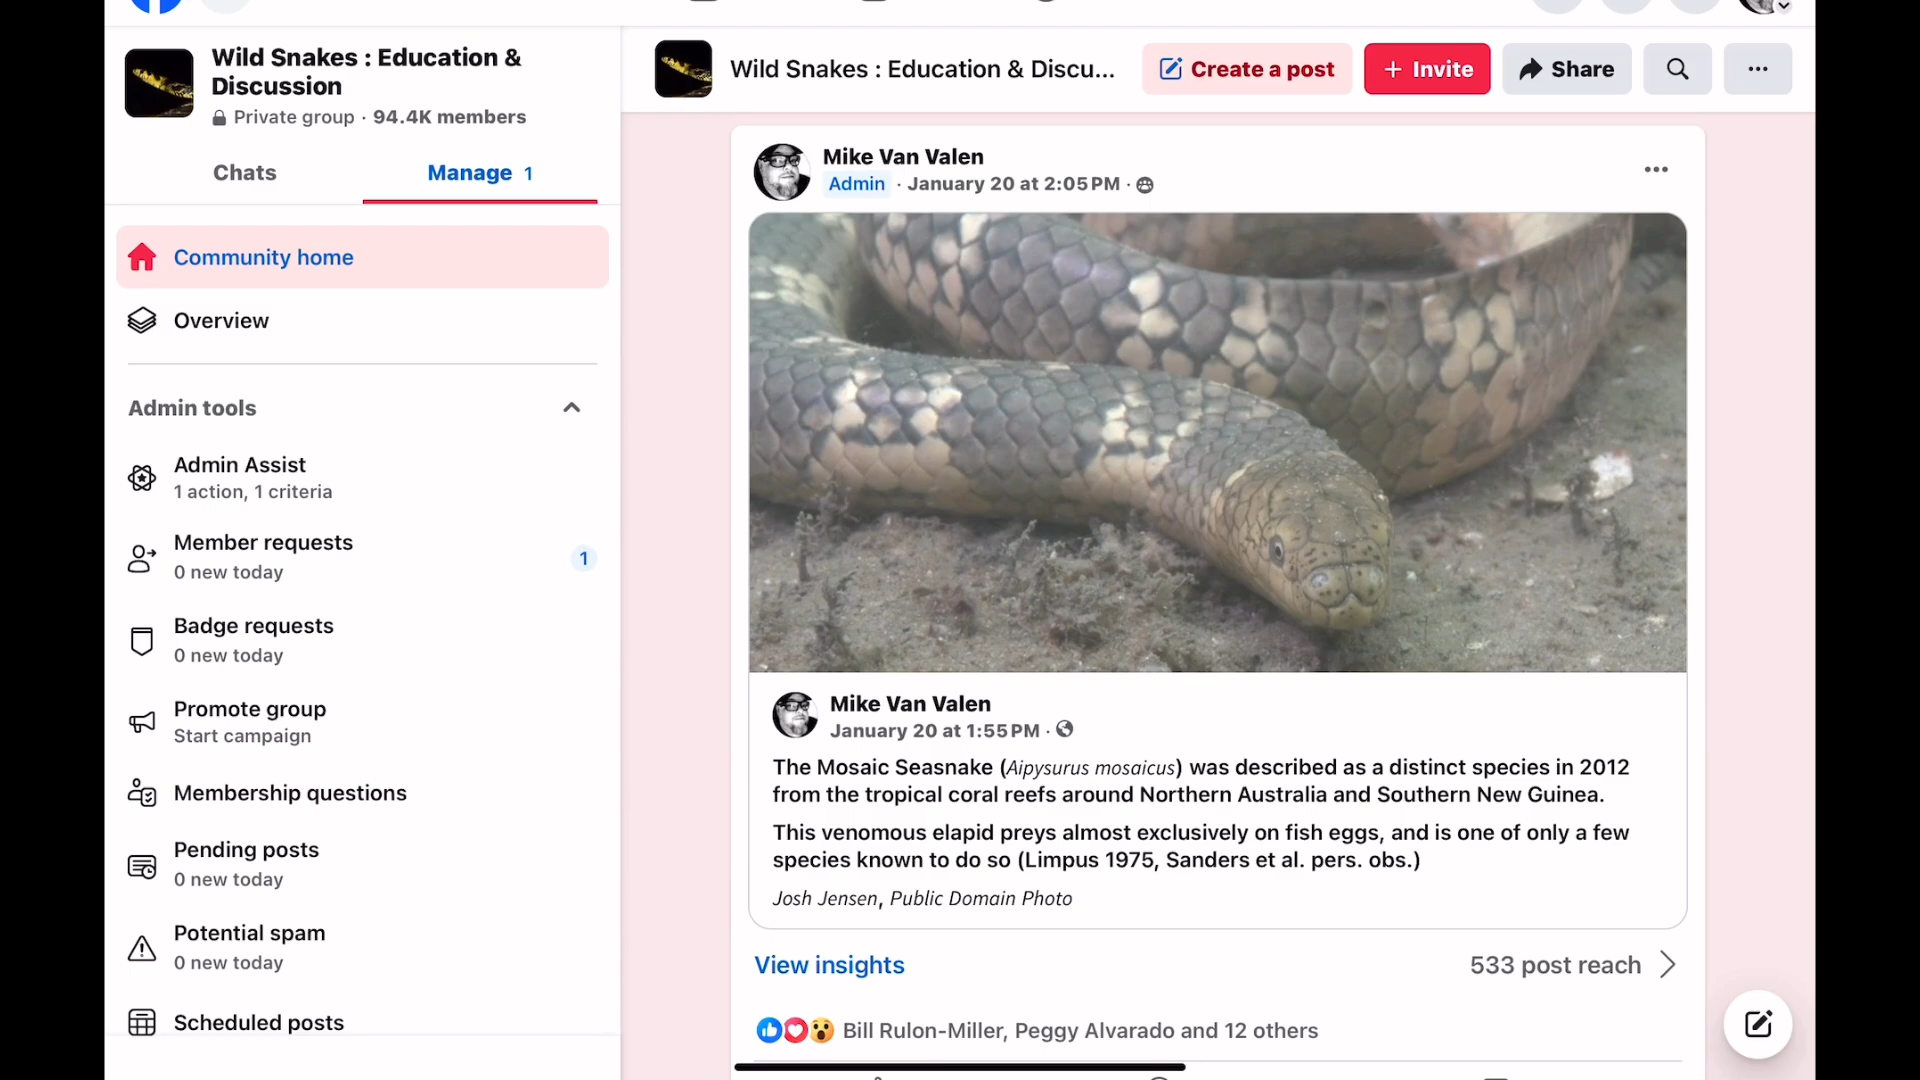 Wild Snakes : Education &
Discussion
Private group · 94.4K members
Chats
Manage 1
Community home
Overview
Admin tools
Admin Assist
1 action, 1 criteria
Member requests
0 new today
1
Badge requests
0 new today
Promote group
Start campaign
Membership questions
Pending posts
0 new today
Potential spam
0 new today
Scheduled posts
Wild Snakes : Education & Discu...
Create a post
+ Invite
Share
Mike Van Valen
Admin · January 20 at 2:05 PM ·
Mike Van Valen
January 20 at 1:55 PM ·
The Mosaic Seasnake (Aipysurus mosaicus) was described as a distinct species in 2012
from the tropical coral reefs around Northern Australia and Southern New Guinea.
This venomous elapid preys almost exclusively on fish eggs, and is one of only a few
species known to do so (Limpus 1975, Sanders et al. pers. obs.)
Josh Jensen, Public Domain Photo
View insights
533 post reach
Bill Rulon-Miller, Peggy Alvarado and 12 others